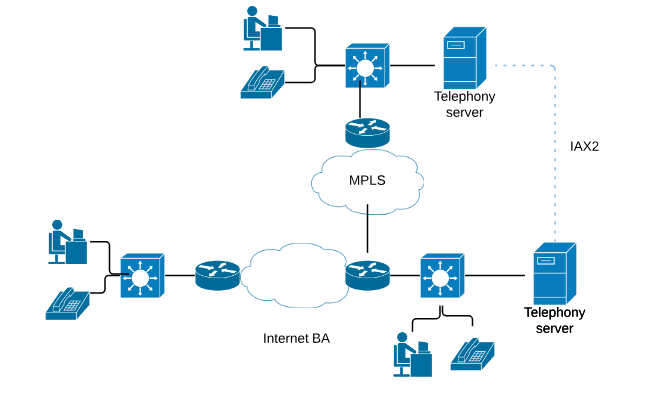 Telephony
server
IAX2
MPLS
Telephony
server
Internet BA